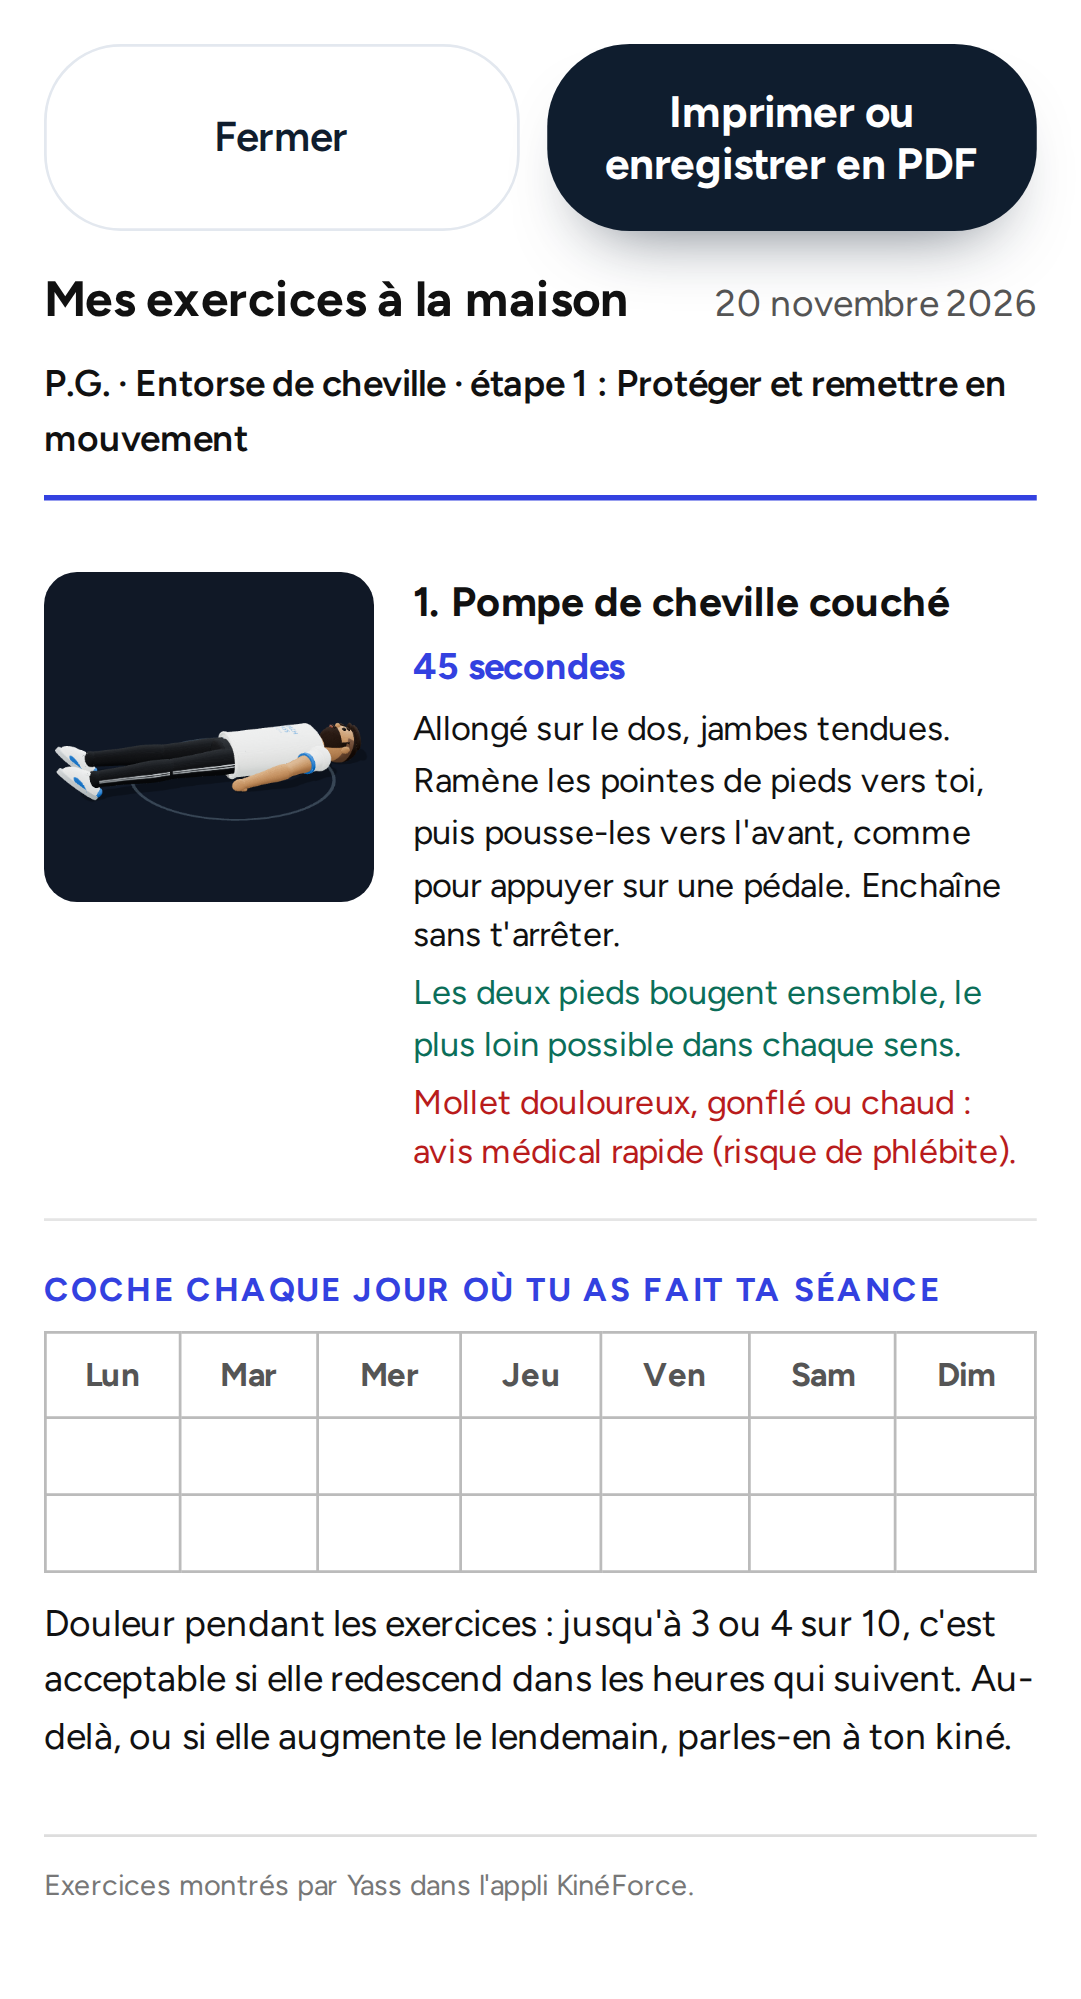 Fermer
Imprimer ou
enregistrer en PDF
Mes exercices à la maison
20 novembre 2026
P.G. · Entorse de cheville · étape 1 : Protéger et remettre en
mouvement
1. Pompe de cheville couché
45 secondes
Allongé sur le dos, jambes tendues.
Ramène les pointes de pieds vers toi,
puis pousse-les vers l'avant, comme
pour appuyer sur une pédale. Enchaîne
sans t'arrêter.
Les deux pieds bougent ensemble, le
plus loin possible dans chaque sens.
Mollet douloureux, gonflé ou chaud :
avis médical rapide (risque de phlébite).
COCHE CHAQUE JOUR OÙ TU AS FAIT TA SÉANCE
Lun Mar Mer Jeu Ven Sam Dim
Douleur pendant les exercices : jusqu'à 3 ou 4 sur 10, c'est
acceptable si elle redescend dans les heures qui suivent. Au-
delà, ou si elle augmente le lendemain, parles-en à ton kiné.
Exercices montrés par Yass dans l'appli KinéForce.